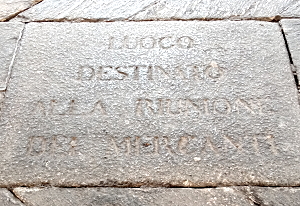 LUOGO
DESTINATO
ALLA RIUNIONE
DEI MERCANTI